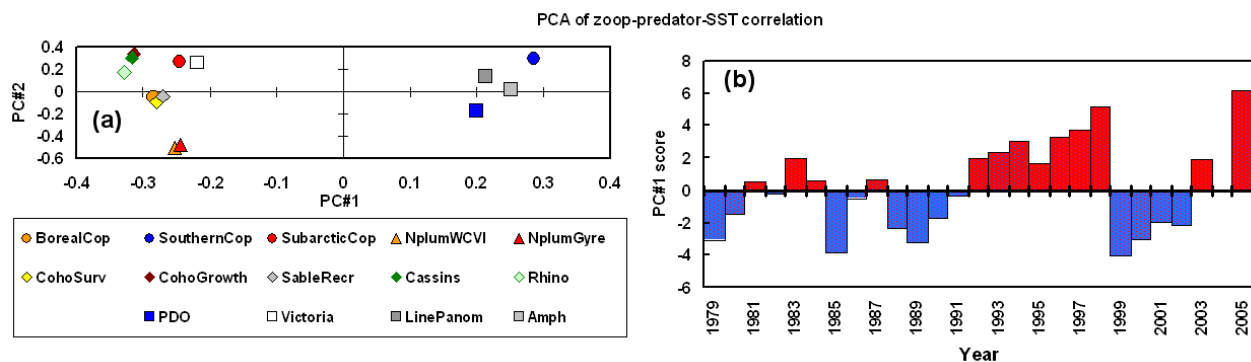 PCA of zoop-predator-SST correlation
PC#2
0.4
0.2
0
-0.2
-0.4
-0.6
(a)
-0.4 -0.3 -0.2 -0.1 0 0.1 0.2 0.3 0.4
PC#1
BorealCop SouthernCop SubarcticCop NplumWCVI NplumGyre
CohoSurv CohoGrowth SableRecr Cassins Rhino
PDO Victoria LinePanom Amph
(b)
PC#1 score
8
6
4
2
0
-2
-4
-6
1979 1981 1983 1985 1987 1989 1991 1993 1995 1997 1999 2001 2003 2005
Year